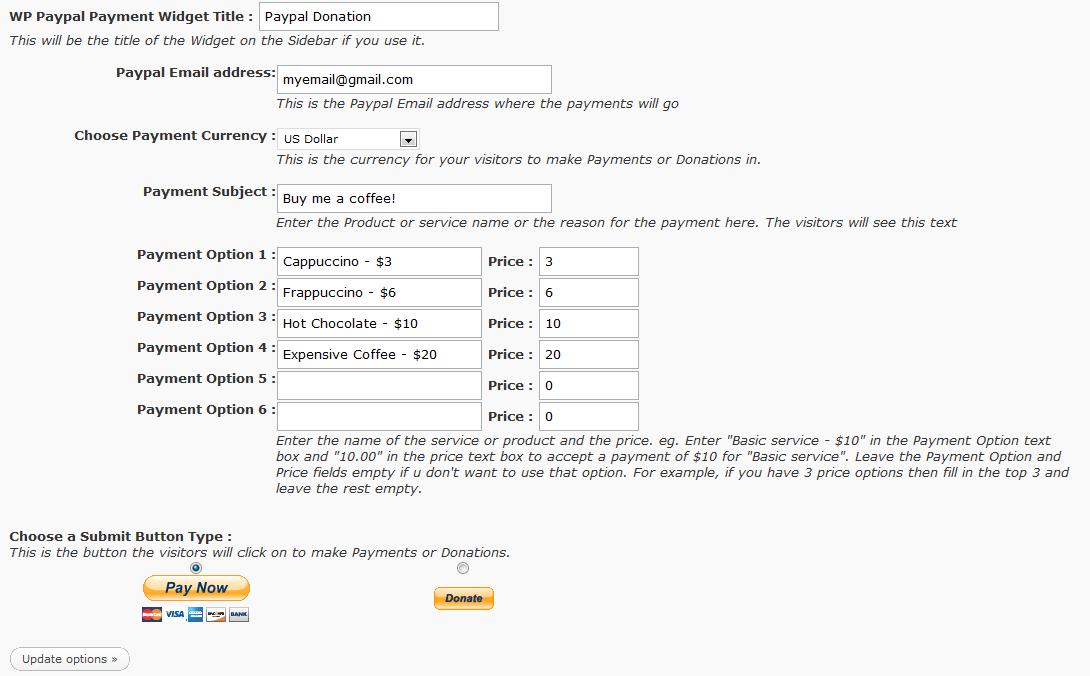 WP Paypal Payment Widget Title : Paypal Donation
This will be the title of the Widget on the Sidebar if you use it.
Paypal Email address: myemail@gmail.com
This is the Paypal Email address where the payments will go
Choose Payment Currency : US Dollar
This is the currency for your visitors to make Payments or Donations in.
Payment Subject : Buy me a coffee!
Enter the Product or service name or the reason for the payment here. The visitors will see this text
Payment Option 1 : Cappuccino - $3 Price : 3
Payment Option 2 : Frappuccino - $6 Price : 6
Payment Option 3 : Hot Chocolate - $10 Price : 10
Payment Option 4 : Expensive Coffee - $20 Price : 20
Payment Option 5 : Price : 0
Payment Option 6 : Price : 0
Enter the name of the service or product and the price. eg. Enter "Basic service - $10" in the Payment Option text
box and "10.00" in the price text box to accept a payment of $10 for "Basic service". Leave the Payment Option and
Price fields empty if u don't want to use that option. For example, if you have 3 price options then fill in the top 3 and
leave the rest empty.
Choose a Submit Button Type :
This is the button the visitors will click on to make Payments or Donations.
Pay Now Donate
VISA BANK
Update options »